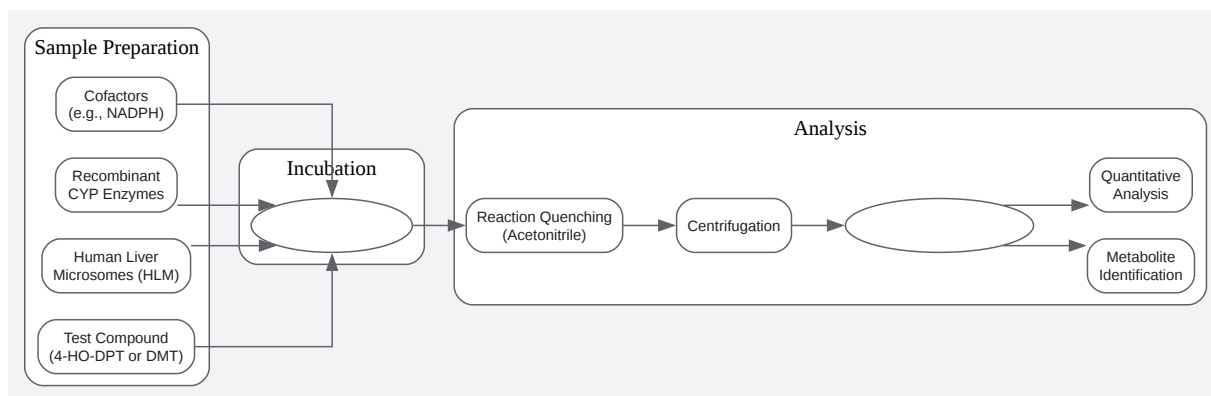 Sample Preparation
Cofactors
(e.g., NADPH)
Recombinant
CYP Enzymes
Human Liver
Microsomes (HLM)
Test Compound
(4-HO-DPT or DMT)
Incubation
Analysis
Reaction Quenching
(Acetonitrile)
Centrifugation
Quantitative
Analysis
Metabolite
Identification